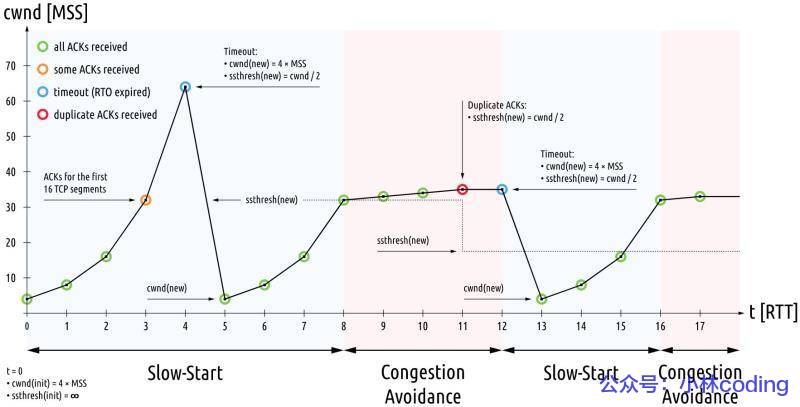 cwnd [MSS]
all ACKs received
some ACKs received
timeout (RTO expired)
duplicate ACKs received
Timeout:
• cwnd(new) = 4 × MSS
• ssthresh(new) = cwnd / 2
Duplicate ACKs:
• ssthresh(new) = cwnd / 2
Timeout:
• cwnd(new) = 4 × MSS
• ssthresh(new) = cwnd / 2
ACKs for the first
16 TCP segments
ssthresh(new)
ssthresh(new)
cwnd(new)
cwnd(new)
70
60
50
40
30
20
10
0 1 2 3 4 5 6 7 8 9 10 11 12 13 14 15 16 17
t [RTT]
Slow-Start
Congestion
Avoidance
Slow-Start
Congestion
Avoidance
t = 0
• cwnd(init) = 4 × MSS
• ssthresh(init) = ∞
公众号：小林coding